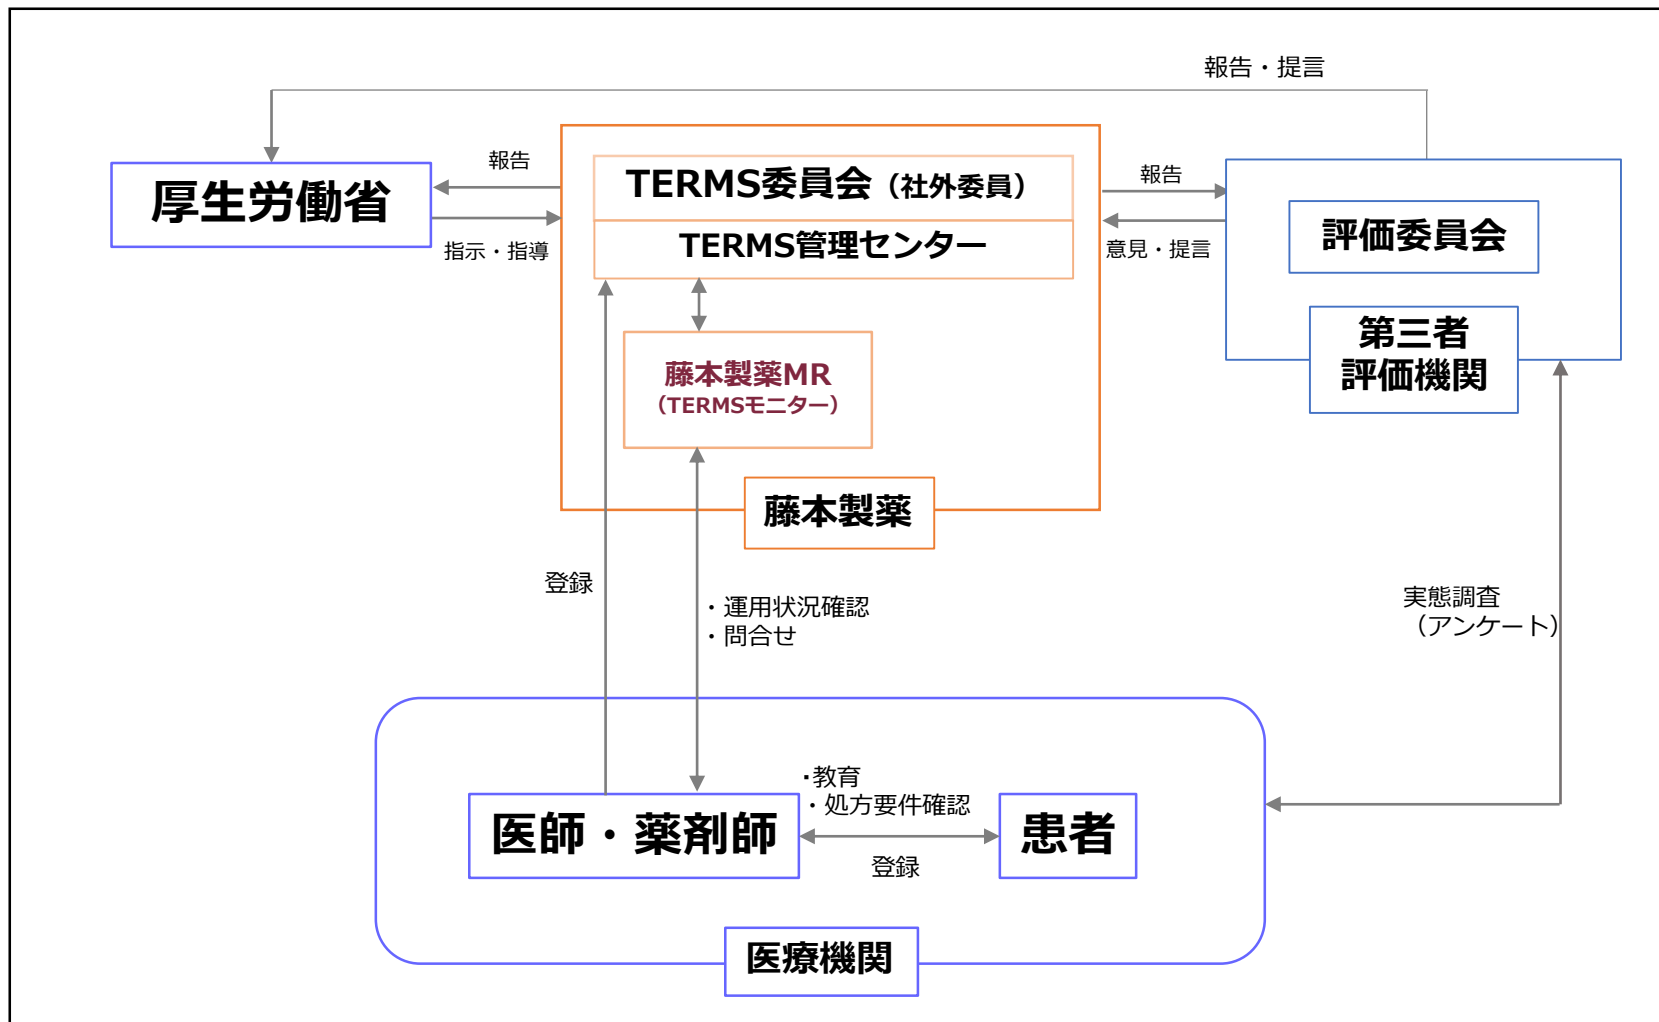 報告・提言
厚生労働省
報告
指示・指導
TERMS委員会（社外委員）
TERMS管理センター
藤本製薬MR
（TERMSモニター）
藤本製薬
報告
意見・提言
評価委員会
第三者
評価機関
登録
・運用状況確認
・問合せ
実態調査
（アンケート）
医師・薬剤師
・教育
・処方要件確認
登録
患者
医療機関